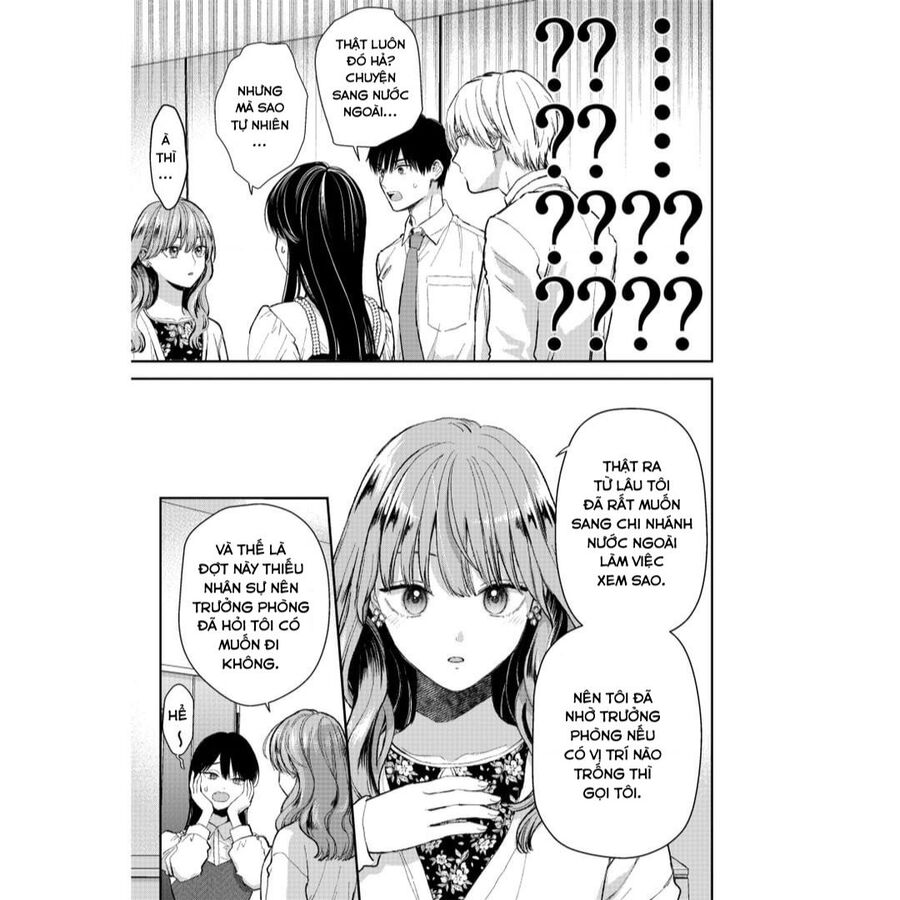 ⋮
??
??
????
????
THẬT LUÔN
ĐÓ HẢ?
CHUYỆN
SANG NƯỚC
NGOÀI...
NHƯNG
MÀ SAO
TỰ NHIÊN
...
À
THÌ
...
THẬT RA
TỪ LÂU TÔI
ĐÃ RẤT MUỐN
SANG CHI NHÁNH
NƯỚC NGOÀI
LÀM VIỆC
XEM SAO.
NÊN TÔI ĐÃ
NHỜ TRƯỞNG
PHÒNG NẾU
CÓ VỊ TRÍ NÀO
TRỐNG THÌ
GỌI TÔI.
VÀ THẾ LÀ
ĐỢT NÀY THIẾU
NHÂN SỰ NÊN
TRƯỞNG PHÒNG
ĐÃ HỎI TÔI CÓ
MUỐN ĐI
KHÔNG.
HỂ
~